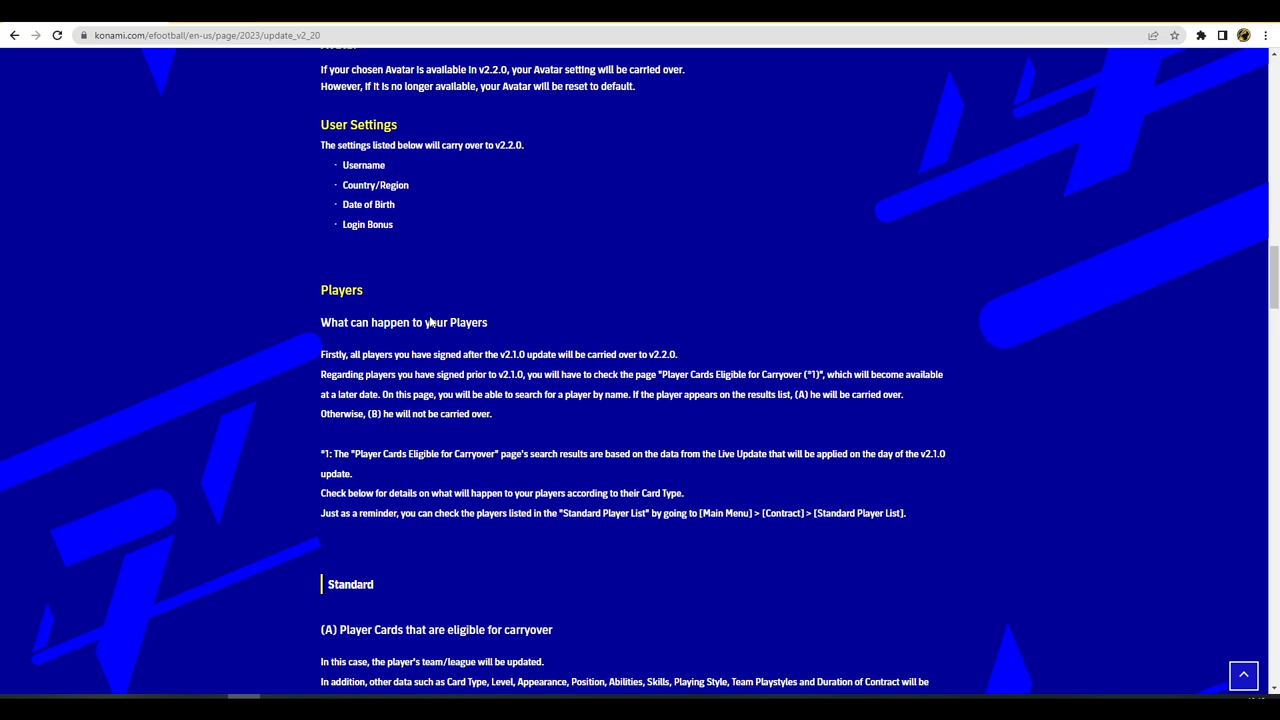 konami.com/efootball/en-us/page/2023/update_v2_20
If your chosen Avatar is available in v2.2.0, your Avatar setting will be carried over.
However, if it is no longer available, your Avatar will be reset to default.
User Settings
The settings listed below will carry over to v2.2.0.
· Username
· Country/Region
· Date of Birth
· Login Bonus
Players
What can happen to your Players
Firstly, all players you have signed after the v2.1.0 update will be carried over to v2.2.0.
Regarding players you have signed prior to v2.1.0, you will have to check the page "Player Cards Eligible for Carryover (*1)", which will become available
at a later date. On this page, you will be able to search for a player by name. If the player appears on the results list, (A) he will be carried over.
Otherwise, (B) he will not be carried over.
*1: The "Player Cards Eligible for Carryover" page's search results are based on the data from the Live Update that will be applied on the day of the v2.1.0
update.
Check below for details on what will happen to your players according to their Card Type.
Just as a reminder, you can check the players listed in the "Standard Player List" by going to [Main Menu] > [Contract] > [Standard Player List].
Standard
(A) Player Cards that are eligible for carryover
In this case, the player's team/league will be updated.
In addition, other data such as Card Type, Level, Appearance, Position, Abilities, Skills, Playing Style, Team Playstyles and Duration of Contract will be